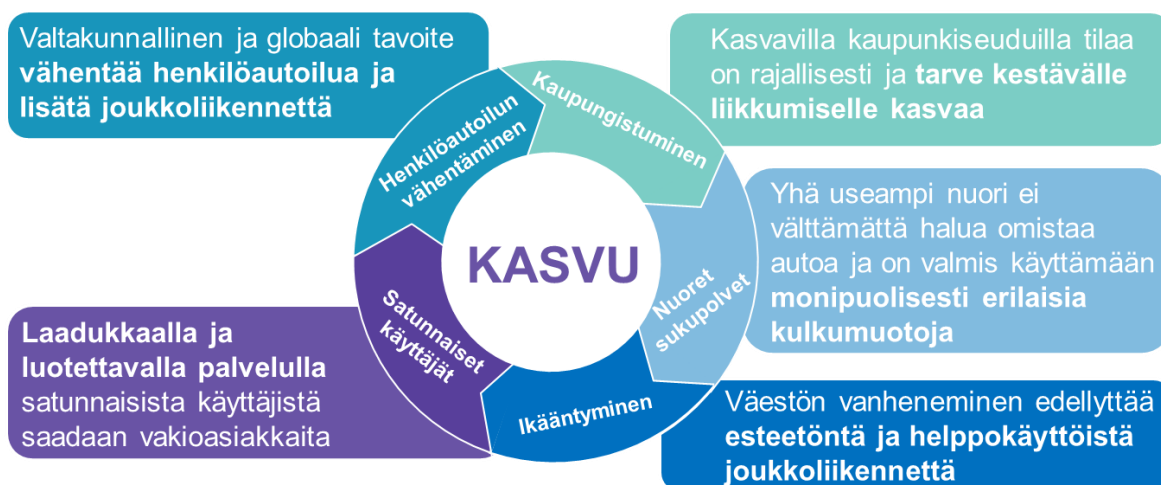 Valtakunnallinen ja globaali tavoite
vähentää henkilöautoilua ja
lisätä joukkoliikennettä
Kasvavilla kaupunkiseuduilla tilaa
on rajallisesti ja tarve kestävälle
liikkumiselle kasvaa
Henkilöautoilun
vähentäminen
Kaupungistuminen
Yhä useampi nuori ei
välttämättä halua omistaa
autoa ja on valmis käyttämään
monipuolisesti erilaisia
kulkumuotoja
KASVU
Nuoret
sukupolvet
Satunnaiset
käyttäjät
Laadukkaalla ja
luotettavalla palvelulla
satunnaisista käyttäjistä
saadaan vakioasiakkaita
Ikääntyminen
Väestön vanheneminen edellyttää
esteetöntä ja helppokäyttöistä
joukkoliikennettä